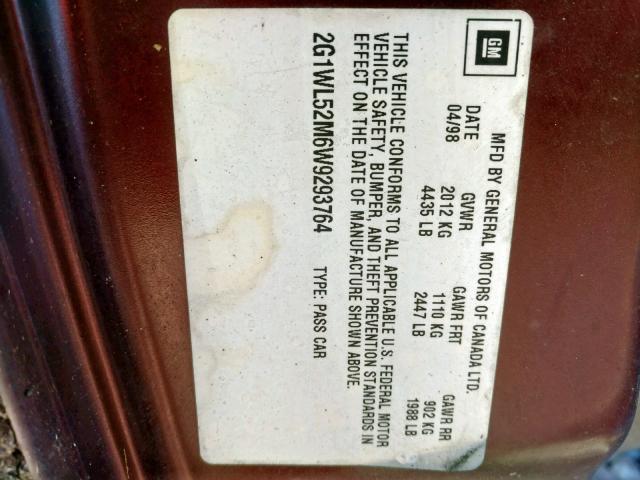 GM
MFD BY GENERAL MOTORS OF CANADA LTD.
DATE GVWR GAWR FRT GAWR RR
04/98 2012 KG 1110 KG 902 KG
4435 LB 2447 LB 1988 LB
THIS VEHICLE CONFORMS TO ALL APPLICABLE U.S. FEDERAL MOTOR
VEHICLE SAFETY, BUMPER, AND THEFT PREVENTION STANDARDS IN
EFFECT ON THE DATE OF MANUFACTURE SHOWN ABOVE.
2G1WL52M6W9293764 TYPE: PASS CAR